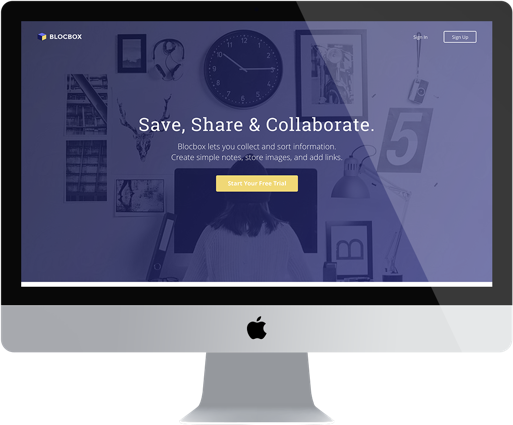 BLOCBOX
Sign In
Sign Up
Save, Share & Collaborate.
Blocbox lets you collect and sort information.
Create simple notes, store images, and add links.
Start Your Free Trial
5
B